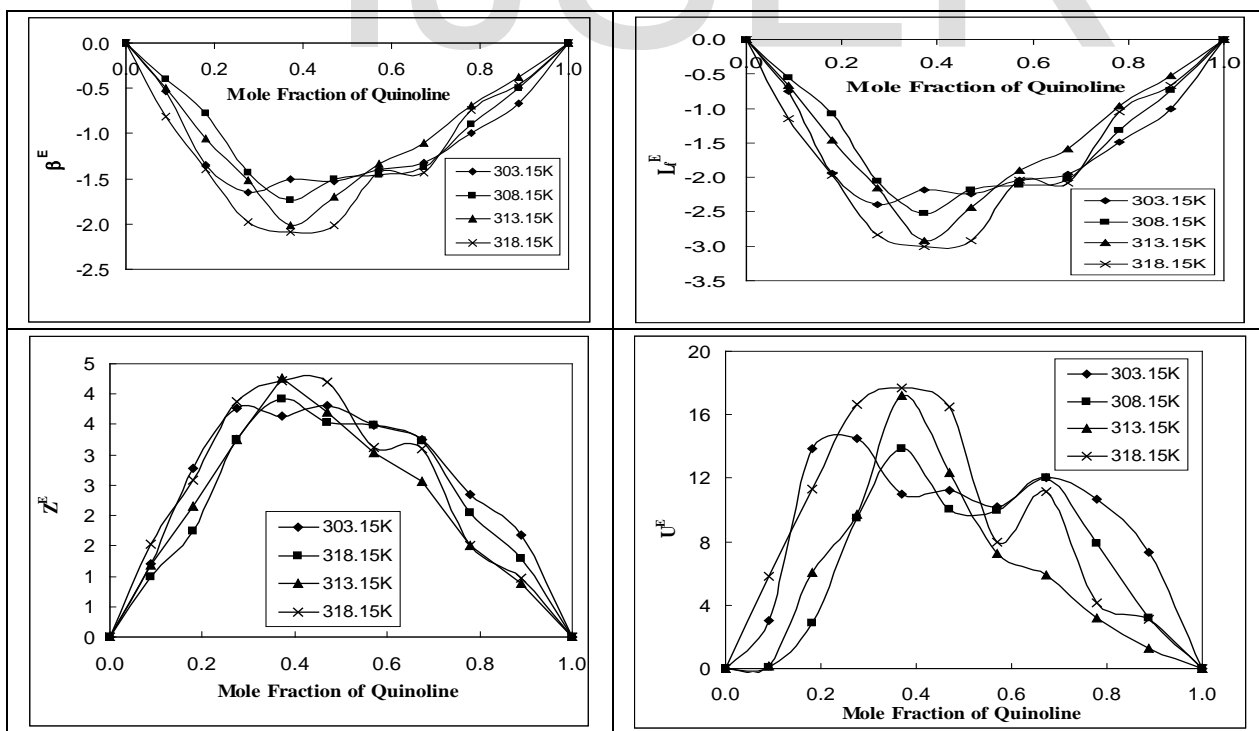 IJSER
0.0
-0.5
-1.0
-1.5
-2.0
-2.5
0.0 0.2 0.4 0.6 0.8 1.0
Mole Fraction of Quinoline
β^E
303.15K
308.15K
313.15K
318.15K
0.0
-0.5
-1.0
-1.5
-2.0
-2.5
-3.0
-3.5
0.0 0.2 0.4 0.6 0.8 1.0
Mole Fraction of Quinoline
L_f^E
303.15K
308.15K
313.15K
318.15K
5
4
4
3
3
2
2
1
1
0
Z^E
303.15K
318.15K
313.15K
318.15K
0.0 0.2 0.4 0.6 0.8 1.0
Mole Fraction of Quinoline
20
16
12
8
4
0
U^E
303.15K
308.15K
313.15K
318.15K
0.0 0.2 0.4 0.6 0.8 1.0
Mole Fraction of Quinoline